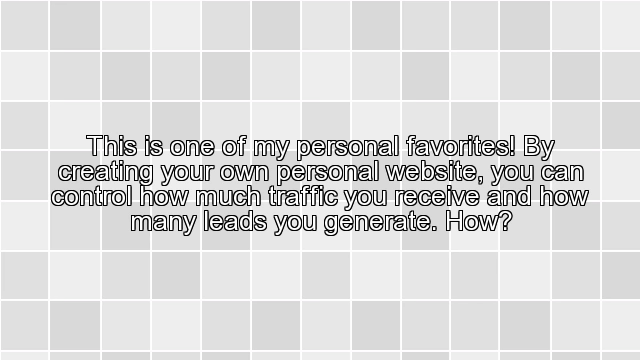 This is one of my personal favorites! By
creating your own personal website, you can
control how much traffic you receive and how
many leads you generate. How?